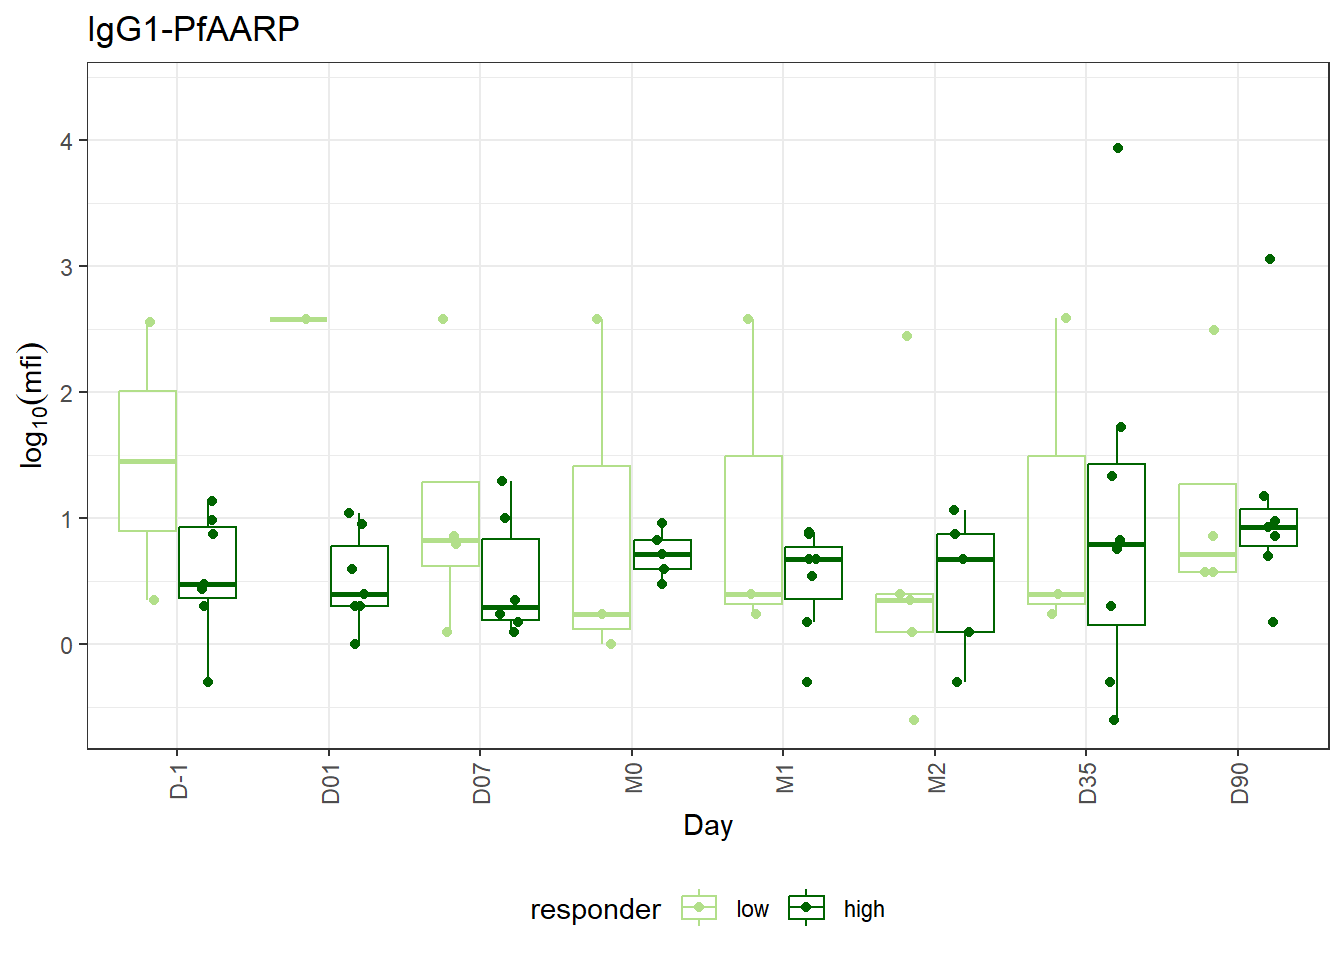 IgG1-PfAARP
log10(mfi)
4
3
2
1
0
D-1
D01
D07
M0
M1
M2
D35
D90
Day
responder low high